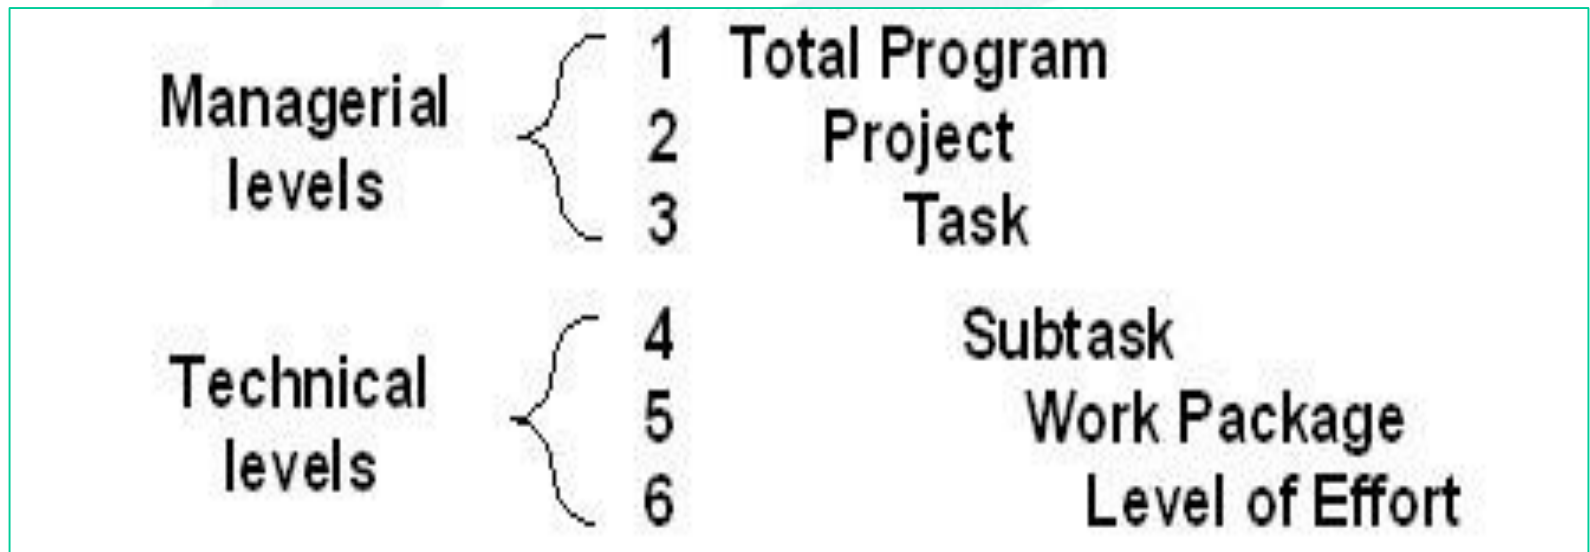 Managerial
levels
1 Total Program
2 Project
3 Task
Technical
levels
4 Subtask
5 Work Package
6 Level of Effort